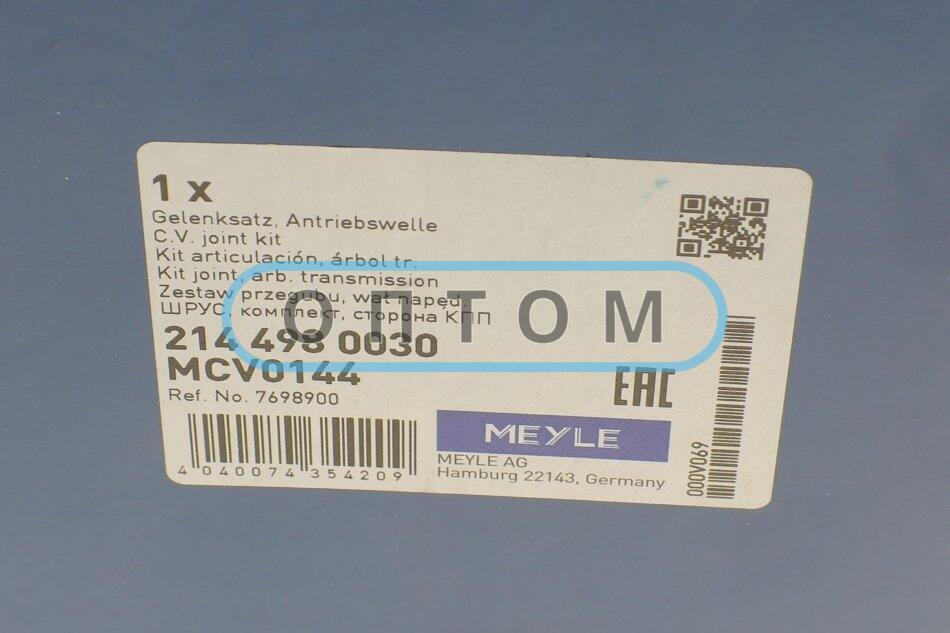 1 x
Gelenksatz, Antriebswelle
C.V. joint kit
Kit articulación, árbol tr.
Kit joint, arb. transmission
Zestaw przegubu, wał napęd.
ШРУС, комплект, сторона КПП
ОПТОМ
214 498 0030
MCV0144
Ref. No. 7698900
EAC
MEYLE
MEYLE AG
Hamburg 22143, Germany
4 040074 354209
000V069